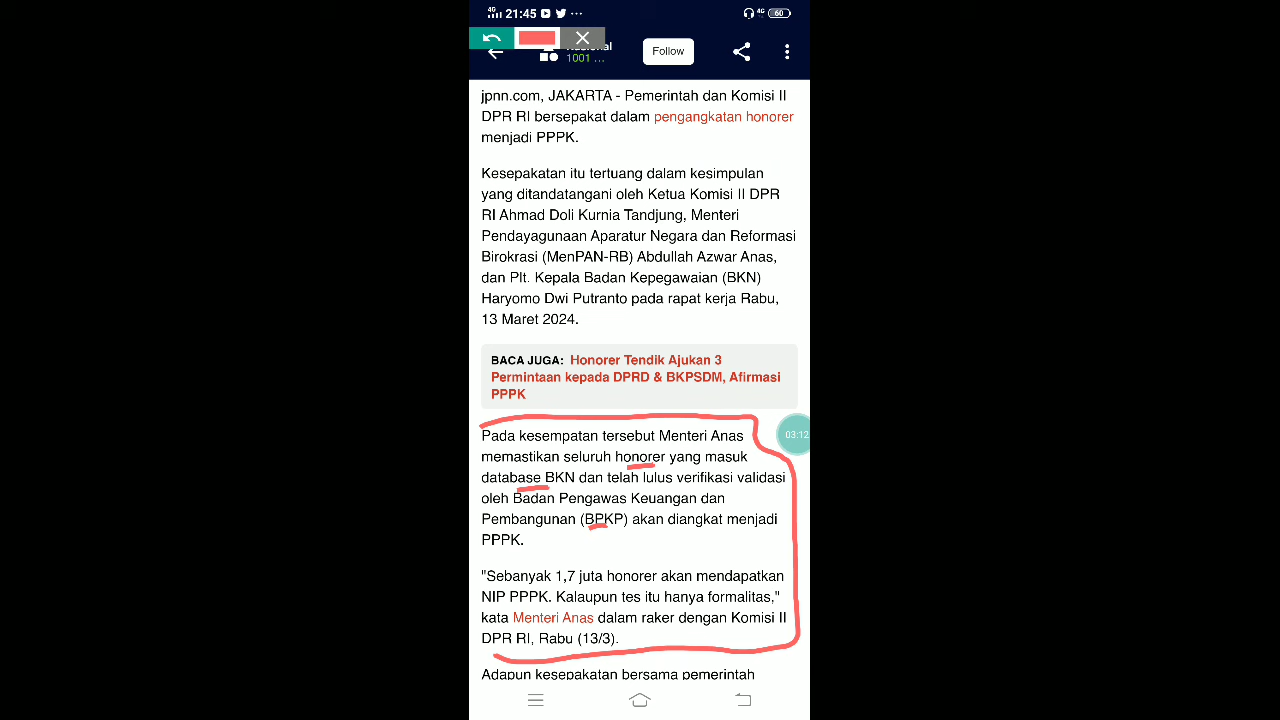 4G 21:45 ...
4G 60
Nasional
1001 ...
Follow
jpnn.com, JAKARTA - Pemerintah dan Komisi II
DPR RI bersepakat dalam pengangkatan honorer
menjadi PPPK.
Kesepakatan itu tertuang dalam kesimpulan
yang ditandatangani oleh Ketua Komisi II DPR
RI Ahmad Doli Kurnia Tandjung, Menteri
Pendayagunaan Aparatur Negara dan Reformasi
Birokrasi (MenPAN-RB) Abdullah Azwar Anas,
dan Plt. Kepala Badan Kepegawaian (BKN)
Haryomo Dwi Putranto pada rapat kerja Rabu,
13 Maret 2024.
BACA JUGA: Honorer Tendik Ajukan 3
Permintaan kepada DPRD & BKPSDM, Afirmasi
PPPK
Pada kesempatan tersebut Menteri Anas
03:12
memastikan seluruh honorer yang masuk
database BKN dan telah lulus verifikasi validasi
oleh Badan Pengawas Keuangan dan
Pembangunan (BPKP) akan diangkat menjadi
PPPK.
"Sebanyak 1,7 juta honorer akan mendapatkan
NIP PPPK. Kalaupun tes itu hanya formalitas,"
kata Menteri Anas dalam raker dengan Komisi II
DPR RI, Rabu (13/3).
Adapun kesepakatan bersama pemerintah